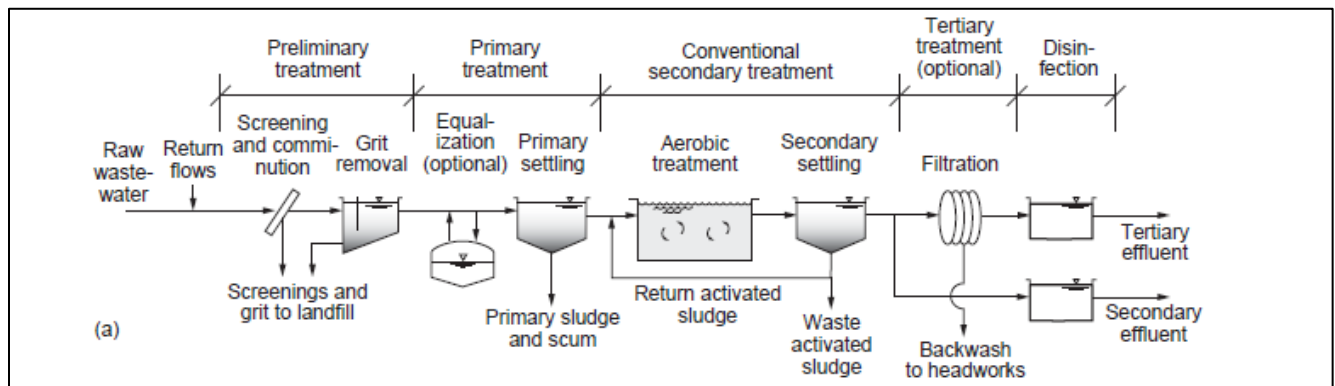 Preliminary
treatment
Primary
treatment
Conventional
secondary treatment
Tertiary
treatment
(optional)
Disin-
fection
Raw
waste-
water
Return
flows
Screening
and commi-
nution
Grit
removal
Equal-
ization
(optional)
Primary
settling
Aerobic
treatment
Secondary
settling
Filtration
Tertiary
effluent
Screenings and
grit to landfill
Primary sludge
and scum
Return activated
sludge
Waste
activated
sludge
Backwash
to headworks
Secondary
effluent
(a)